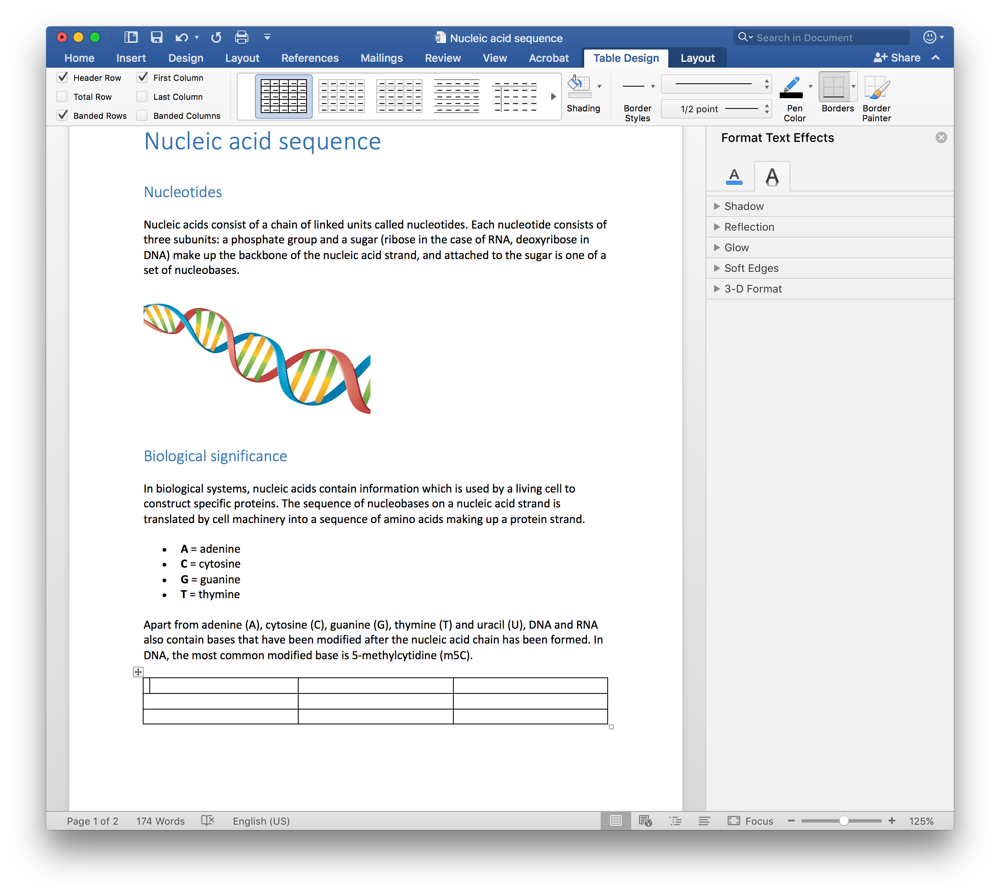 Nucleic acid sequence
Search in Document
Home Insert Design Layout References Mailings Review View Acrobat Table Design Layout Share
Header Row First Column
Total Row Last Column
Banded Rows Banded Columns
Shading
Border Styles
1/2 point
Pen Color
Borders
Border Painter
Nucleic acid sequence
Nucleotides
Nucleic acids consist of a chain of linked units called nucleotides. Each nucleotide consists of
three subunits: a phosphate group and a sugar (ribose in the case of RNA, deoxyribose in
DNA) make up the backbone of the nucleic acid strand, and attached to the sugar is one of a
set of nucleobases.
Biological significance
In biological systems, nucleic acids contain information which is used by a living cell to
construct specific proteins. The sequence of nucleobases on a nucleic acid strand is
translated by cell machinery into a sequence of amino acids making up a protein strand.
• A = adenine
• C = cytosine
• G = guanine
• T = thymine
Apart from adenine (A), cytosine (C), guanine (G), thymine (T) and uracil (U), DNA and RNA
also contain bases that have been modified after the nucleic acid chain has been formed. In
DNA, the most common modified base is 5-methylcytidine (m5C).
Format Text Effects
A A
Shadow
Reflection
Glow
Soft Edges
3-D Format
Page 1 of 2 174 Words English (US) Focus 125%